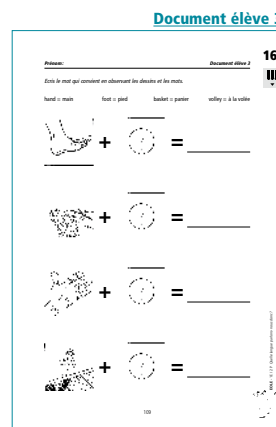 Document élève 3
16
Prénom: Document élève 3
Ecris le mot qui convient en observant les dessins et les mots.
hand = main foot = pied basket = panier volley = à la volée
+ =
+ =
+ =
+ =
109